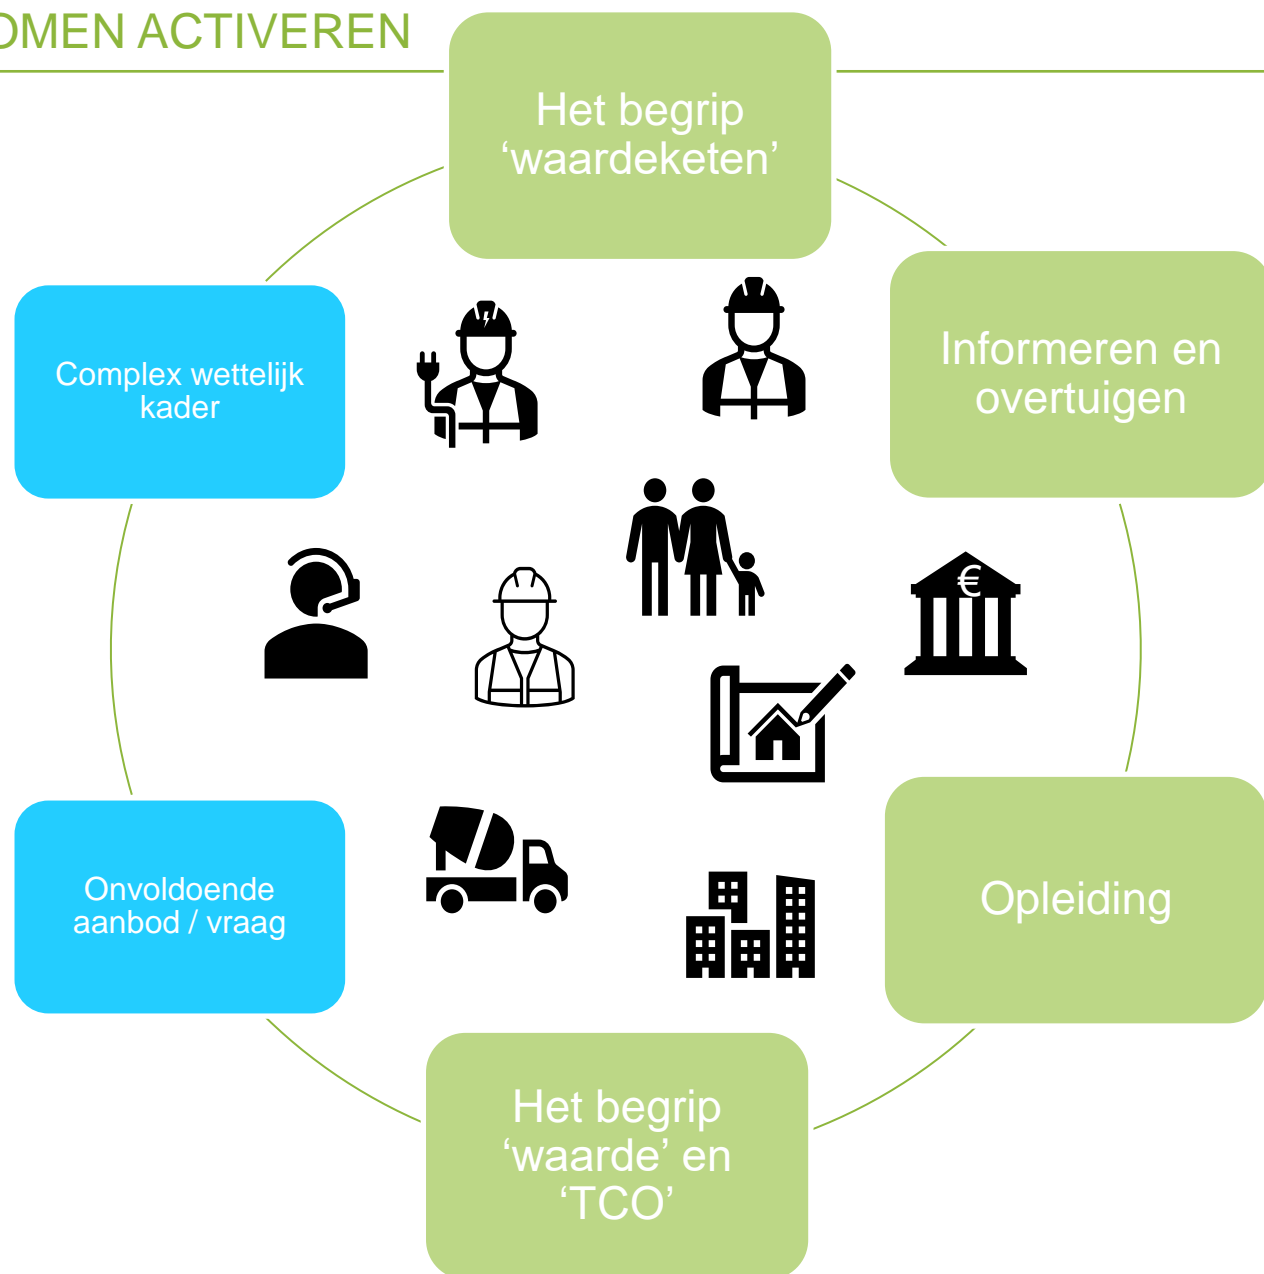 OMEN ACTIVEREN
Het begrip
‘waardeketen’
Informeren en
overtuigen
Complex wettelijk
kader
€
Opleiding
Onvoldoende
aanbod / vraag
Het begrip
‘waarde’ en
‘TCO’